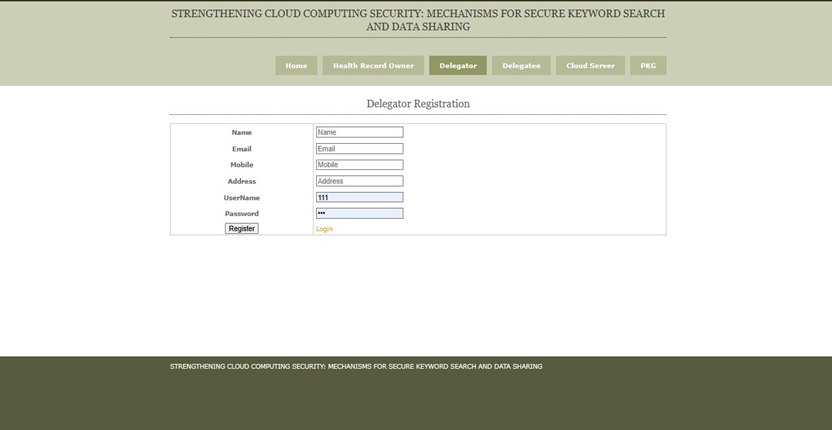 STRENGTHENING CLOUD COMPUTING SECURITY: MECHANISMS FOR SECURE KEYWORD SEARCH
AND DATA SHARING
Home Health Record Owner Delegator Delegatee Cloud Server PKG
Delegator Registration
Name Name
Email Email
Mobile Mobile
Address Address
UserName 111
Password •••
Register Login
STRENGTHENING CLOUD COMPUTING SECURITY: MECHANISMS FOR SECURE KEYWORD SEARCH AND DATA SHARING